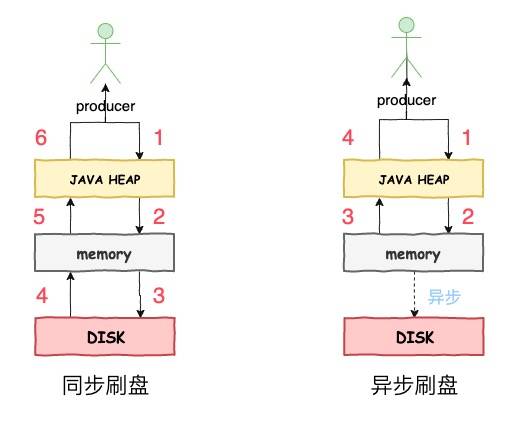 producer
6 1
JAVA HEAP
5 2
memory
4 3
DISK
同步刷盘
producer
4 1
JAVA HEAP
3 2
memory
异步
DISK
异步刷盘